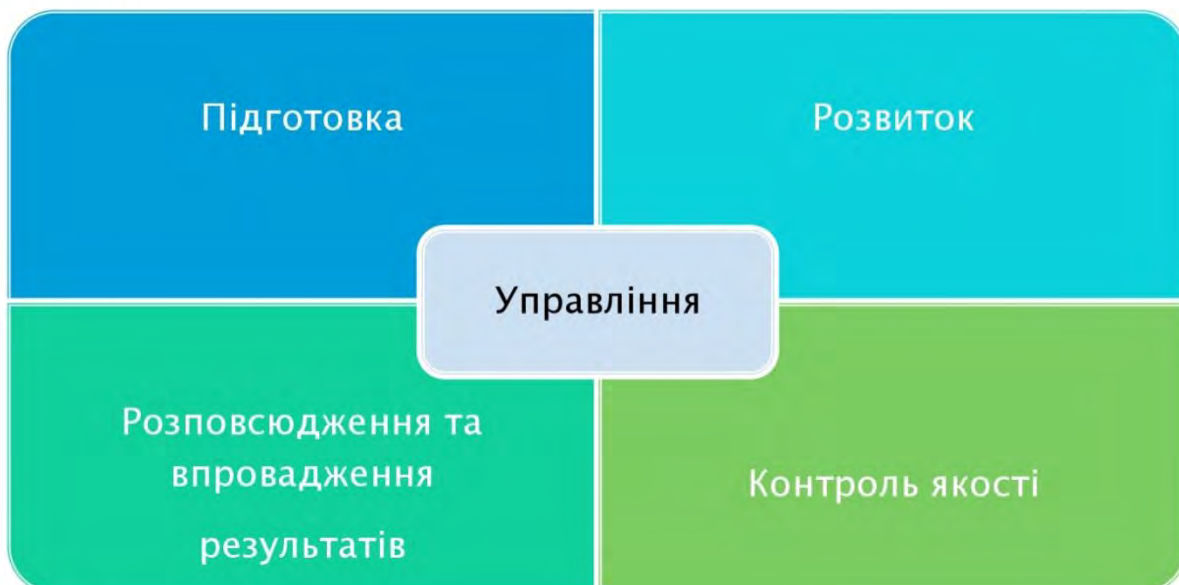 Підготовка
Розвиток
Управління
Розповсюдження та
впровадження
результатів
Контроль якості